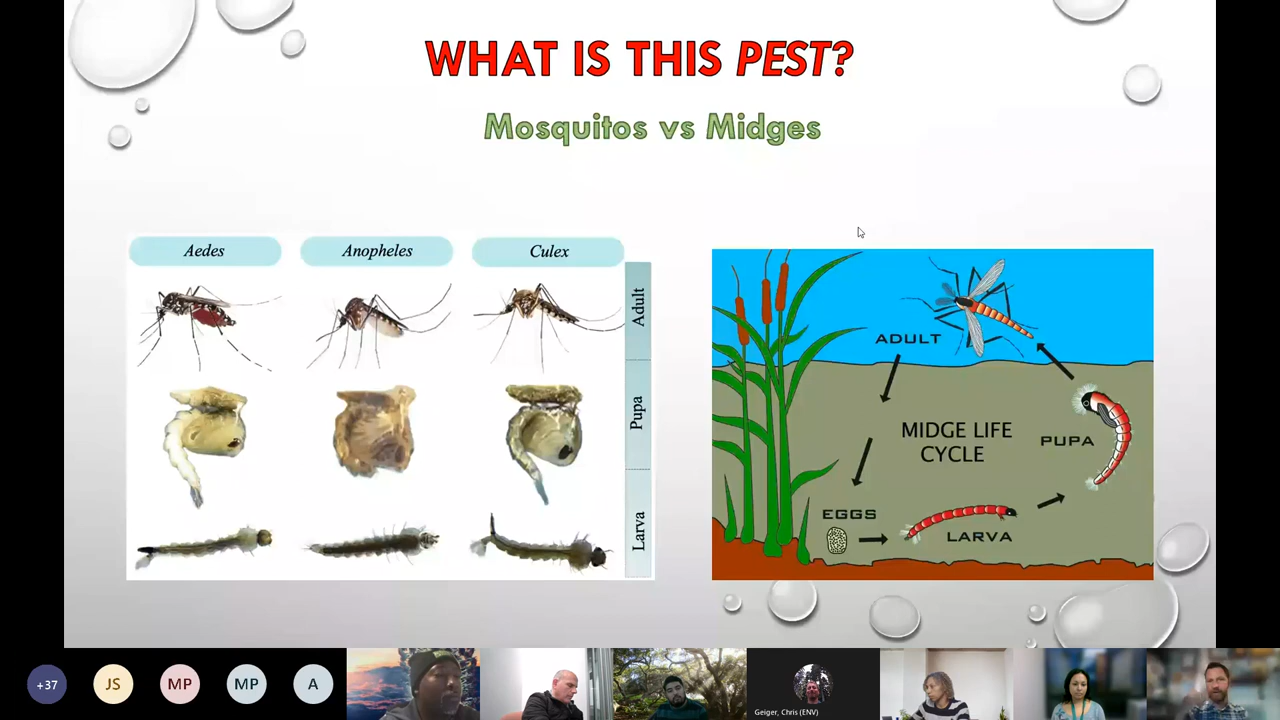 WHAT IS THIS PEST?
Mosquitos vs Midges
Aedes
Anopheles
Culex
Adult
Pupa
Larva
ADULT
MIDGE LIFE
CYCLE
PUPA
EGGS
LARVA
+37
JS
MP
MP
A
Geiger, Chris (ENV)